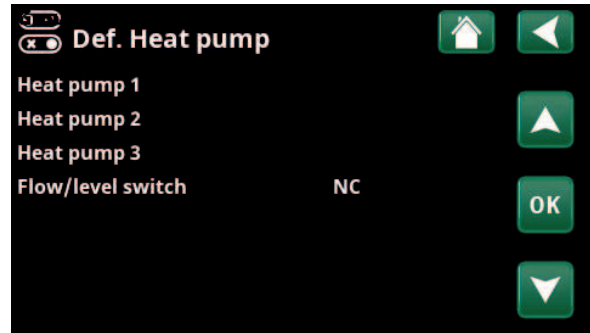 Def. Heat pump
Heat pump 1
Heat pump 2
Heat pump 3
Flow/level switch NC
OK